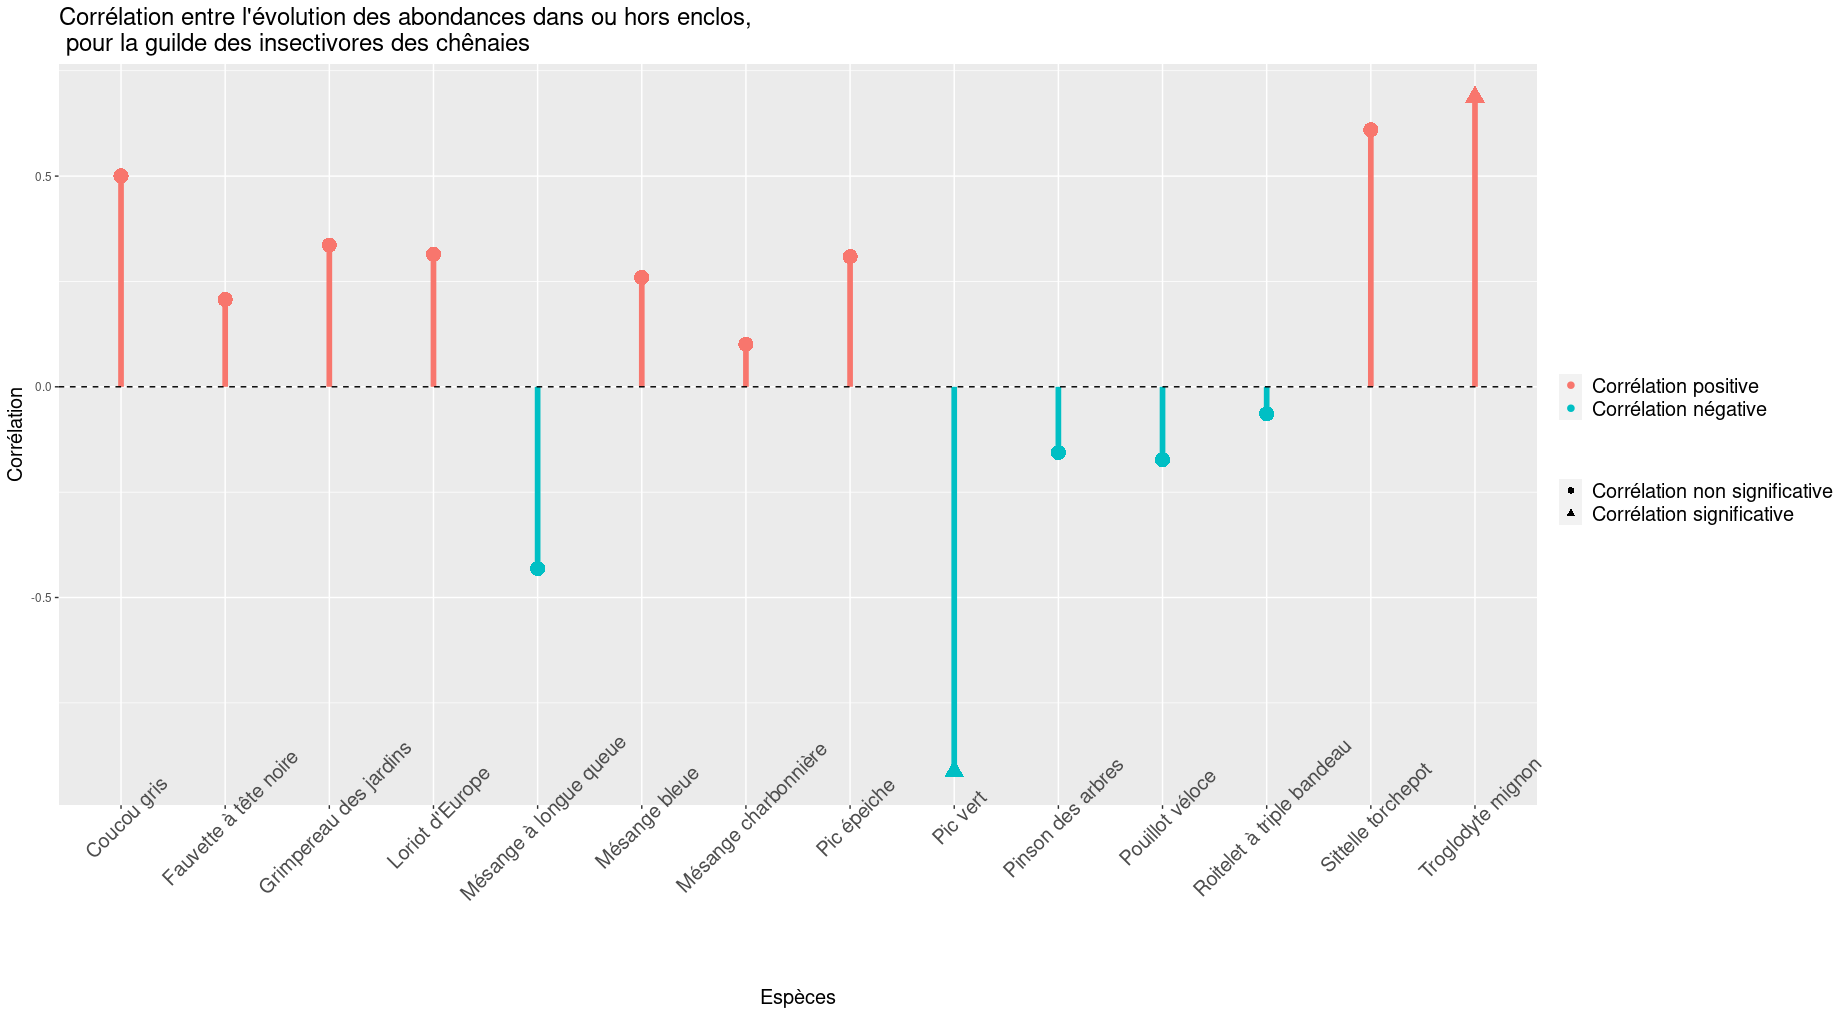 Corrélation entre l'évolution des abondances dans ou hors enclos,
pour la guilde des insectivores des chênaies
0.5
0.0
-0.5
Corrélation
Coucou gris
Fauvette à tête noire
Grimpereau des jardins
Loriot d'Europe
Mésange à longue queue
Mésange bleue
Mésange charbonnière
Pic épeiche
Pic vert
Pinson des arbres
Pouillot véloce
Roitelet à triple bandeau
Sittelle torchepot
Troglodyte mignon
Espèces
Corrélation positive
Corrélation négative
Corrélation non significative
Corrélation significative